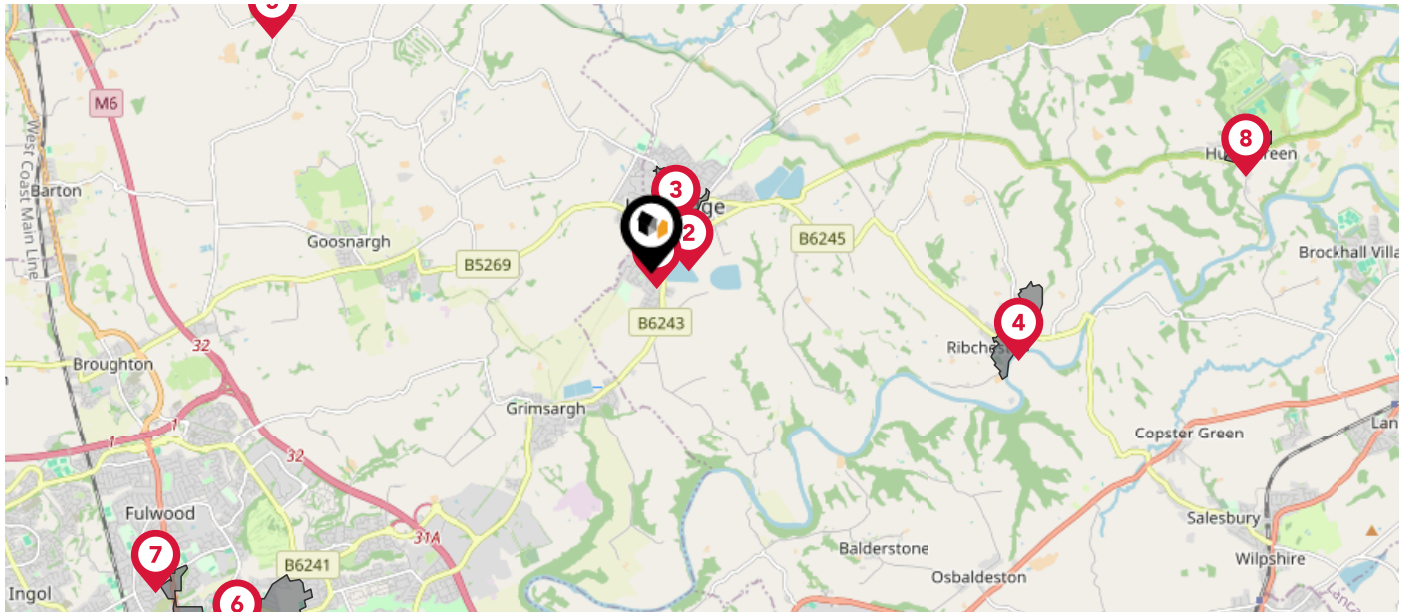 M6
West Coast Main Line
8
Barton
3
2
B6245
Goosnargh
B5269
Brockhall Villa
B6243
4
32
Broughton
Grimsargh
1
1
Copster Green
Lan
32
Fulwood
Salesbury
31A
7
Balderstone
Wilpshire
B6241
Osbaldeston
Ingol
6